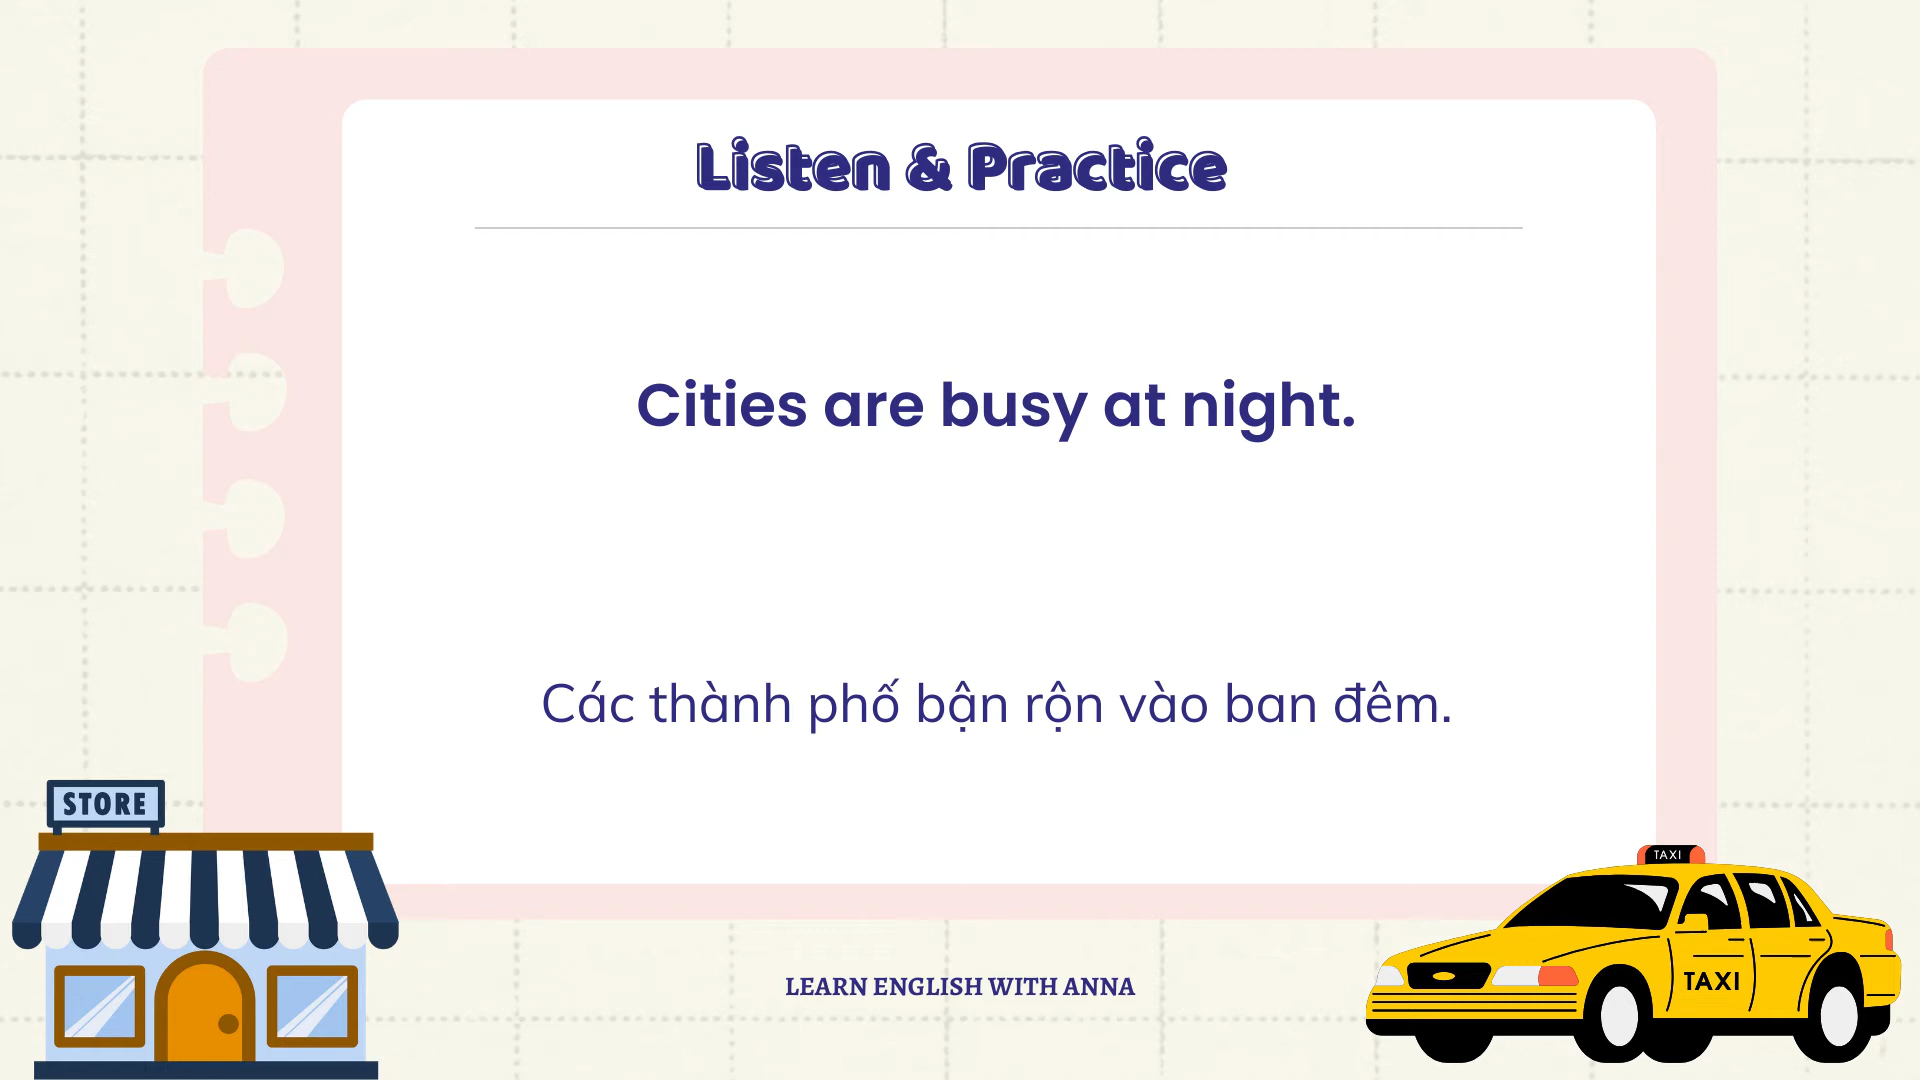 Listen & Practice
Cities are busy at night.
Các thành phố bận rộn vào ban đêm.
STORE
TAXI
TAXI
LEARN ENGLISH WITH ANNA